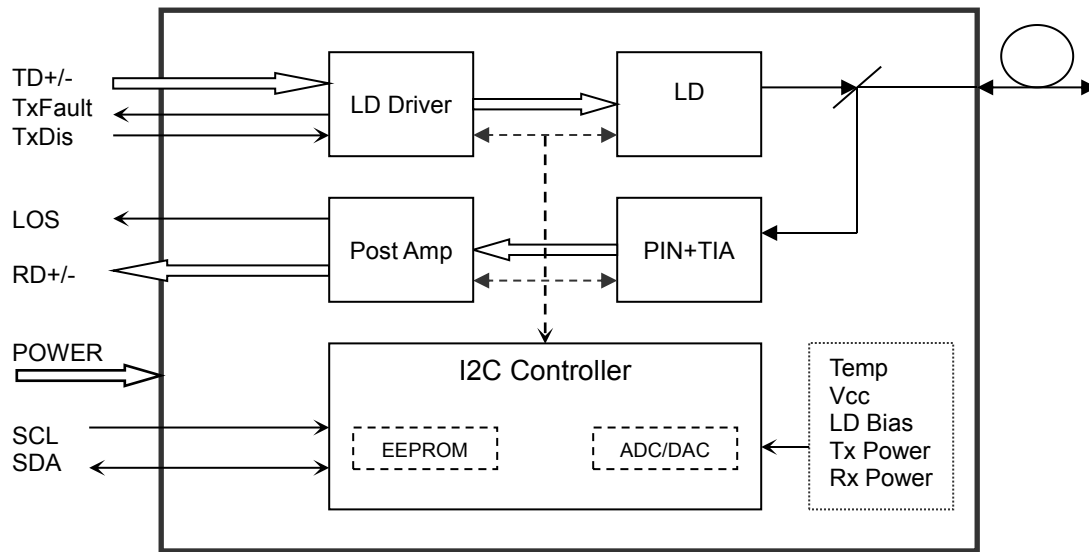 TD+/-
TxFault
TxDis
LD Driver
LD
LOS
RD+/-
Post Amp
PIN+TIA
POWER
SCL
SDA
I2C Controller
EEPROM
ADC/DAC
Temp
Vcc
LD Bias
Tx Power
Rx Power